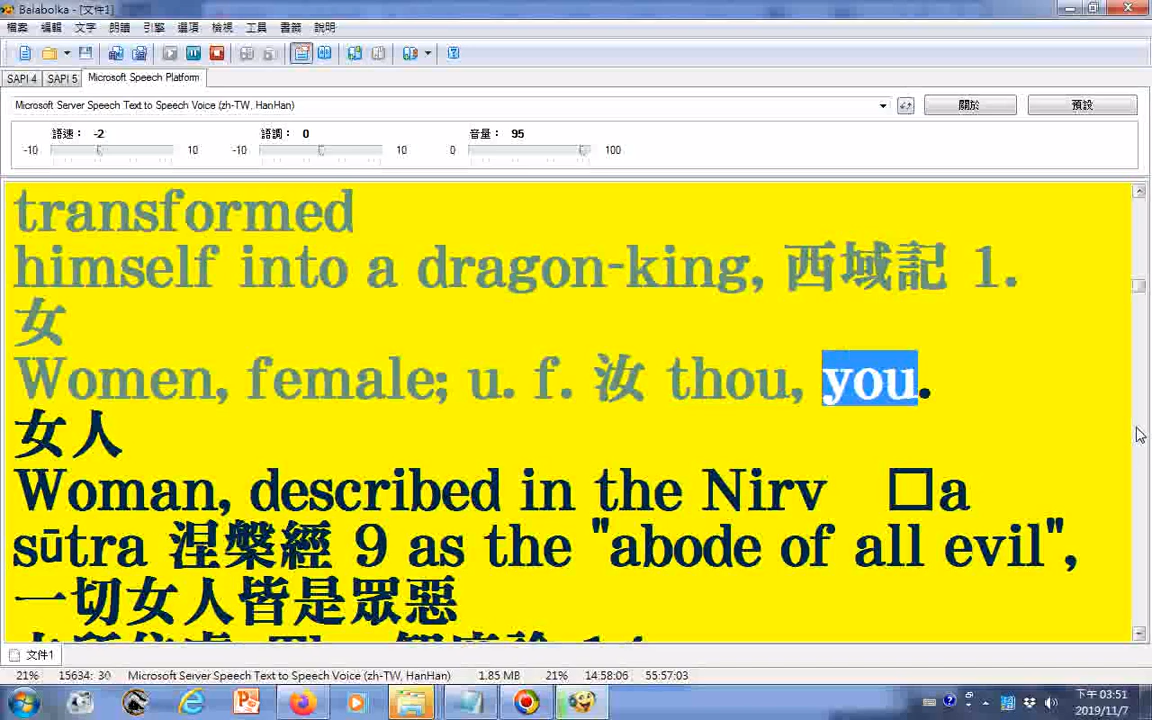 Balabolka - [文件1]
檔案 編輯 文字 朗讀 引擎 選項 檢視 工具 書籤 說明
SAPI 4 SAPI 5 Microsoft Speech Platform
Microsoft Server Speech Text to Speech Voice (zh-TW, HanHan) 關於 預設
語速： -2 語調： 0 音量： 95
-10 10 -10 10 0 100
transformed
himself into a dragon-king, 西域記 1.
女
Women, female; u. f. 汝 thou, you.
女人
Woman, described in the Nirv □a
sūtra 涅槃經 9 as the "abode of all evil",
一切女人皆是眾惡
文件1
21% 15634: 30 Microsoft Server Speech Text to Speech Voice (zh-TW, HanHan) 1.85 MB 21% 14:58:06 55:57:03
下午 03:51
2019/11/7